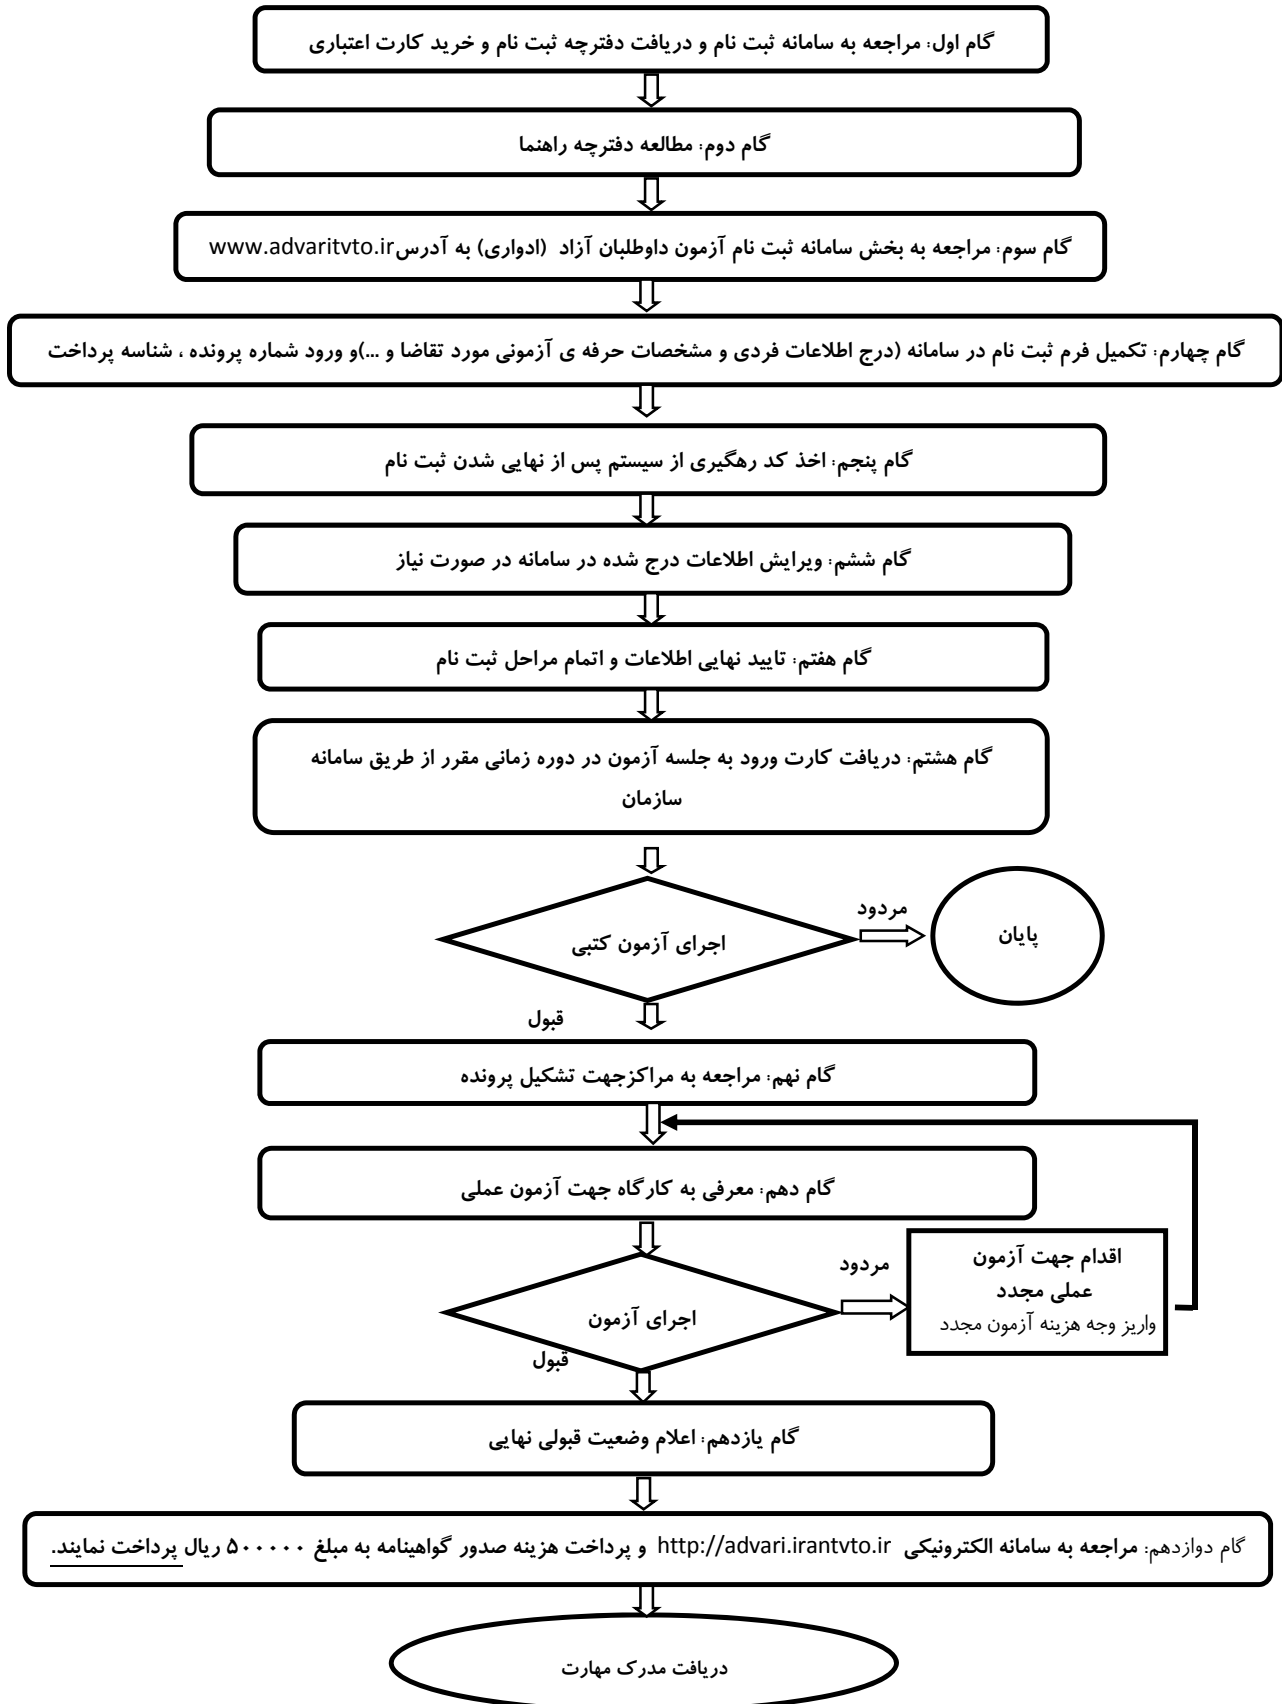 گام اول: مراجعه به سامانه ثبت نام و دریافت دفترچه ثبت نام و خرید کارت اعتباری
گام دوم: مطالعه دفترچه راهنما
گام سوم: مراجعه به بخش سامانه ثبت نام آزمون داوطلبان آزاد (ادواری) به آدرسwww.advaritvto.ir
گام چهارم: تکمیل فرم ثبت نام در سامانه (درج اطلاعات فردی و مشخصات حرفه ی آزمونی مورد تقاضا و ...)و ورود شماره پرونده ، شناسه پرداخت
گام پنجم: اخذ کد رهگیری از سیستم پس از نهایی شدن ثبت نام
گام ششم: ویرایش اطلاعات درج شده در سامانه در صورت نیاز
گام هفتم: تایید نهایی اطلاعات و اتمام مراحل ثبت نام
گام هشتم: دریافت کارت ورود به جلسه آزمون در دوره زمانی مقرر از طریق سامانه
سازمان
اجرای آزمون کتبی
مردود
پایان
قبول
گام نهم: مراجعه به مراکزجهت تشکیل پرونده
گام دهم: معرفی به کارگاه جهت آزمون عملی
اجرای آزمون
مردود
اقدام جهت آزمون
عملی مجدد
واریز وجه هزینه آزمون مجدد
قبول
گام یازدهم: اعلام وضعیت قبولی نهایی
گام دوازدهم: مراجعه به سامانه الکترونیکی http://advari.irantvto.ir و پرداخت هزینه صدور گواهینامه به مبلغ ۵۰۰۰۰۰ ریال پرداخت نمایند.
دریافت مدرک مهارت